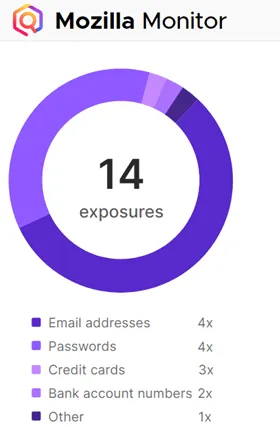 Mozilla Monitor
14
exposures
Email addresses 4x
Passwords 4x
Credit cards 3x
Bank account numbers 2x
Other 1x